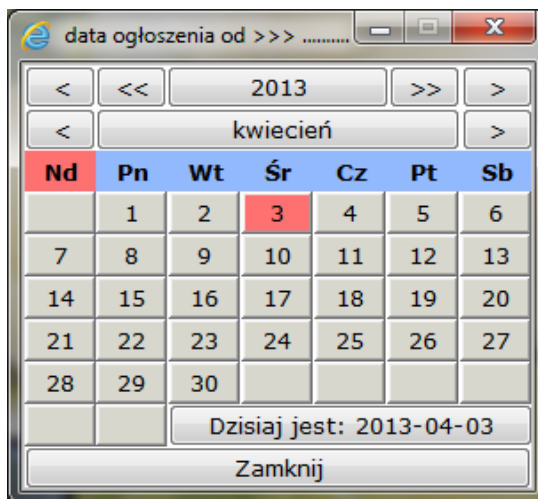 data ogłoszenia od >>> ..........
< << 2013 >> >
< kwiecień >
Nd Pn Wt Śr Cz Pt Sb
1 2 3 4 5 6
7 8 9 10 11 12 13
14 15 16 17 18 19 20
21 22 23 24 25 26 27
28 29 30
Dzisiaj jest: 2013-04-03
Zamknij